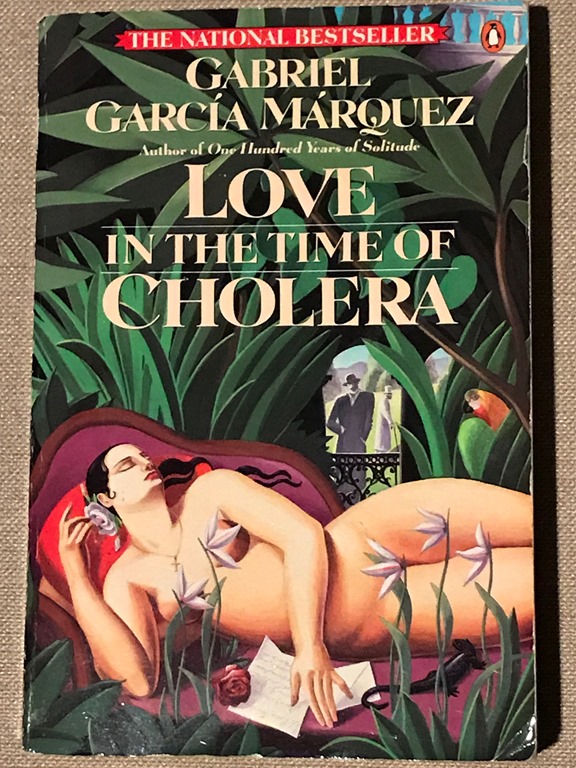 THE NATIONAL BESTSELLER
GABRIEL
GARCÍA MÁRQUEZ
Author of One Hundred Years of Solitude
LOVE
IN THE TIME OF
CHOLERA